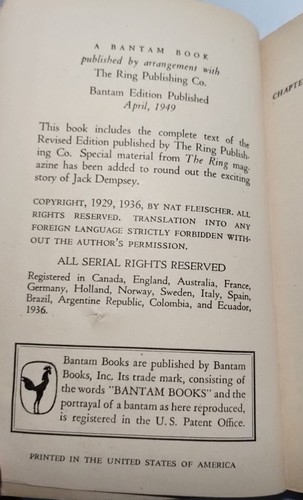 A BANTAM BOOK
published by arrangement with
The Ring Publishing Co.
Bantam Edition Published
April, 1949
This book includes the complete text of the
Revised Edition published by The Ring Publish-
ing Co. Special material from The Ring mag-
azine has been added to round out the exciting
story of Jack Dempsey.
COPYRIGHT, 1929, 1936, BY NAT FLEISCHER. ALL
RIGHTS RESERVED. TRANSLATION INTO ANY
FOREIGN LANGUAGE STRICTLY FORBIDDEN WITH-
OUT THE AUTHOR'S PERMISSION.
ALL SERIAL RIGHTS RESERVED
Registered in Canada, England, Australia, France,
Germany, Holland, Norway, Sweden, Italy, Spain,
Brazil, Argentine Republic, Colombia, and Ecuador,
1936.
Bantam Books are published by Bantam
Books, Inc. Its trade mark, consisting of
the words "BANTAM BOOKS" and the
portrayal of a bantam as here reproduced,
is registered in the U. S. Patent Office.
PRINTED IN THE UNITED STATES OF AMERICA
CHAPTE